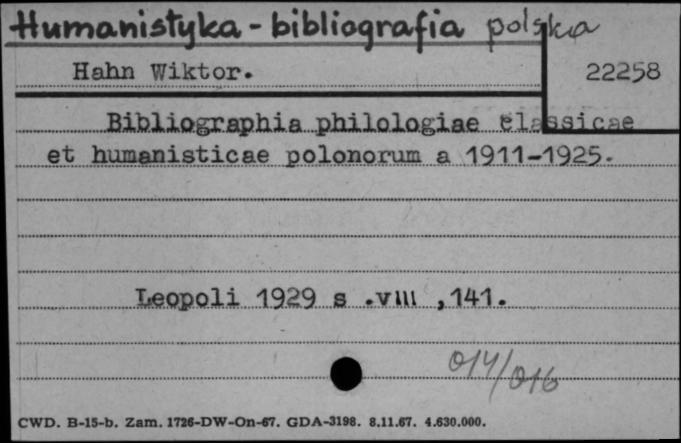 Humanistyka - bibliografia polska
Hahn Wiktor.
22258
Bibliographia philologiae classicae
et humanisticae polonorum a 1911-1925.
Leopoli 1929 s .VIII ,141.
014/016
CWD. B-15-b. Zam. 1726-DW-On-67. GDA-3198. 8.11.67. 4.630.000.